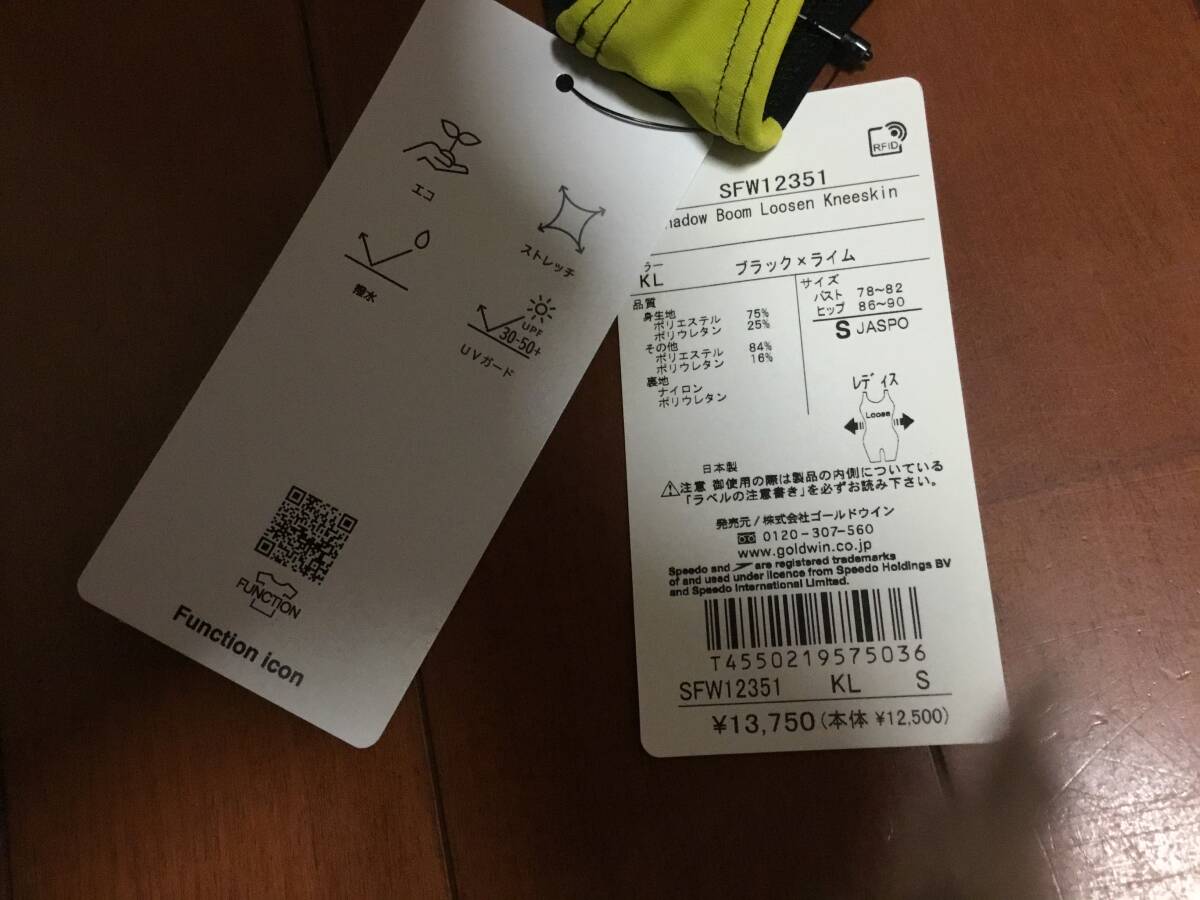 エコ
ストレッチ
撥水
UPF
30-50+
UVガード
FUNCTION
Function icon
RFID
SFW12351
hadow Boom Loosen Kneeskin
ラー
KL ブラック×ライム
品質
身生地
ポリエステル 75%
ポリウレタン 25%
その他
ポリエステル 84%
ポリウレタン 16%
裏地
ナイロン
ポリウレタン
サイズ
バスト 78~82
ヒップ 86~90
S JASPO
レディス
Loose
日本製
注意 御使用の際は製品の内側についている
「ラベルの注意書き」を必ずお読み下さい。
発売元/株式会社ゴールドウイン
0120-307-560
www.goldwin.co.jp
Speedo and are registered trademarks
of and used under licence from Speedo Holdings BV
and Speedo International Limited.
T4550219575036
SFW12351 KL S
¥13,750(本体 ¥12,500)